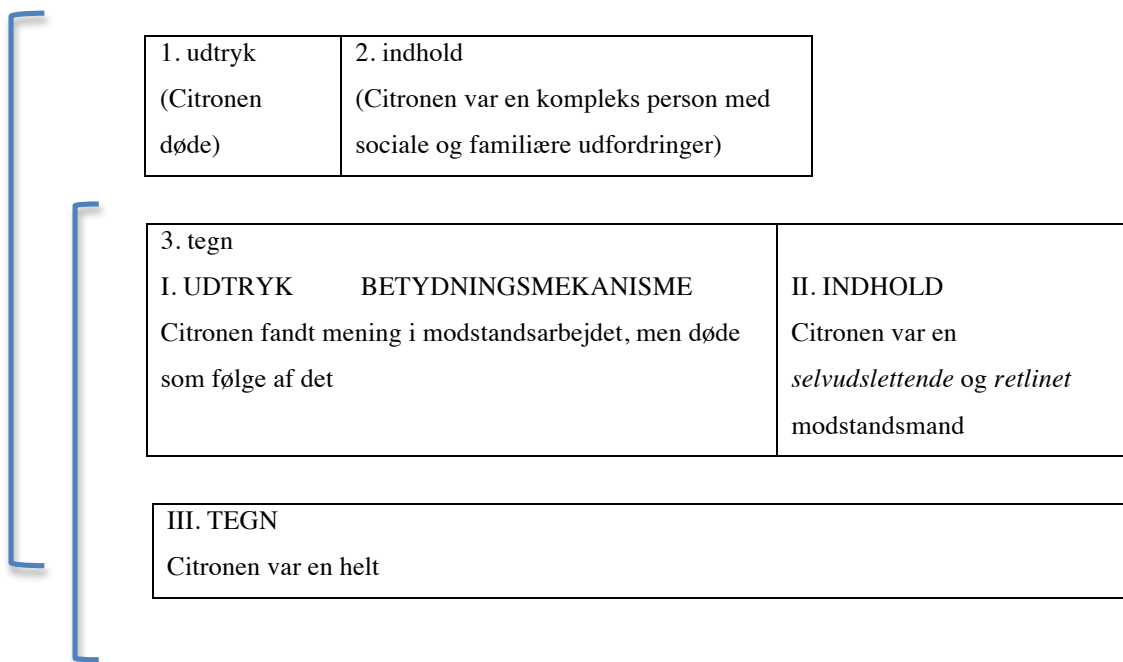 1. udtryk
(Citronen
døde)
2. indhold
(Citronen var en kompleks person med
sociale og familiære udfordringer)
3. tegn
I. UDTRYK BETYDNINGSMEKANISME
Citronen fandt mening i modstandsarbejdet, men døde
som følge af det
II. INDHOLD
Citronen var en
selvudslettende og retlinet
modstandsmand
III. TEGN
Citronen var en helt